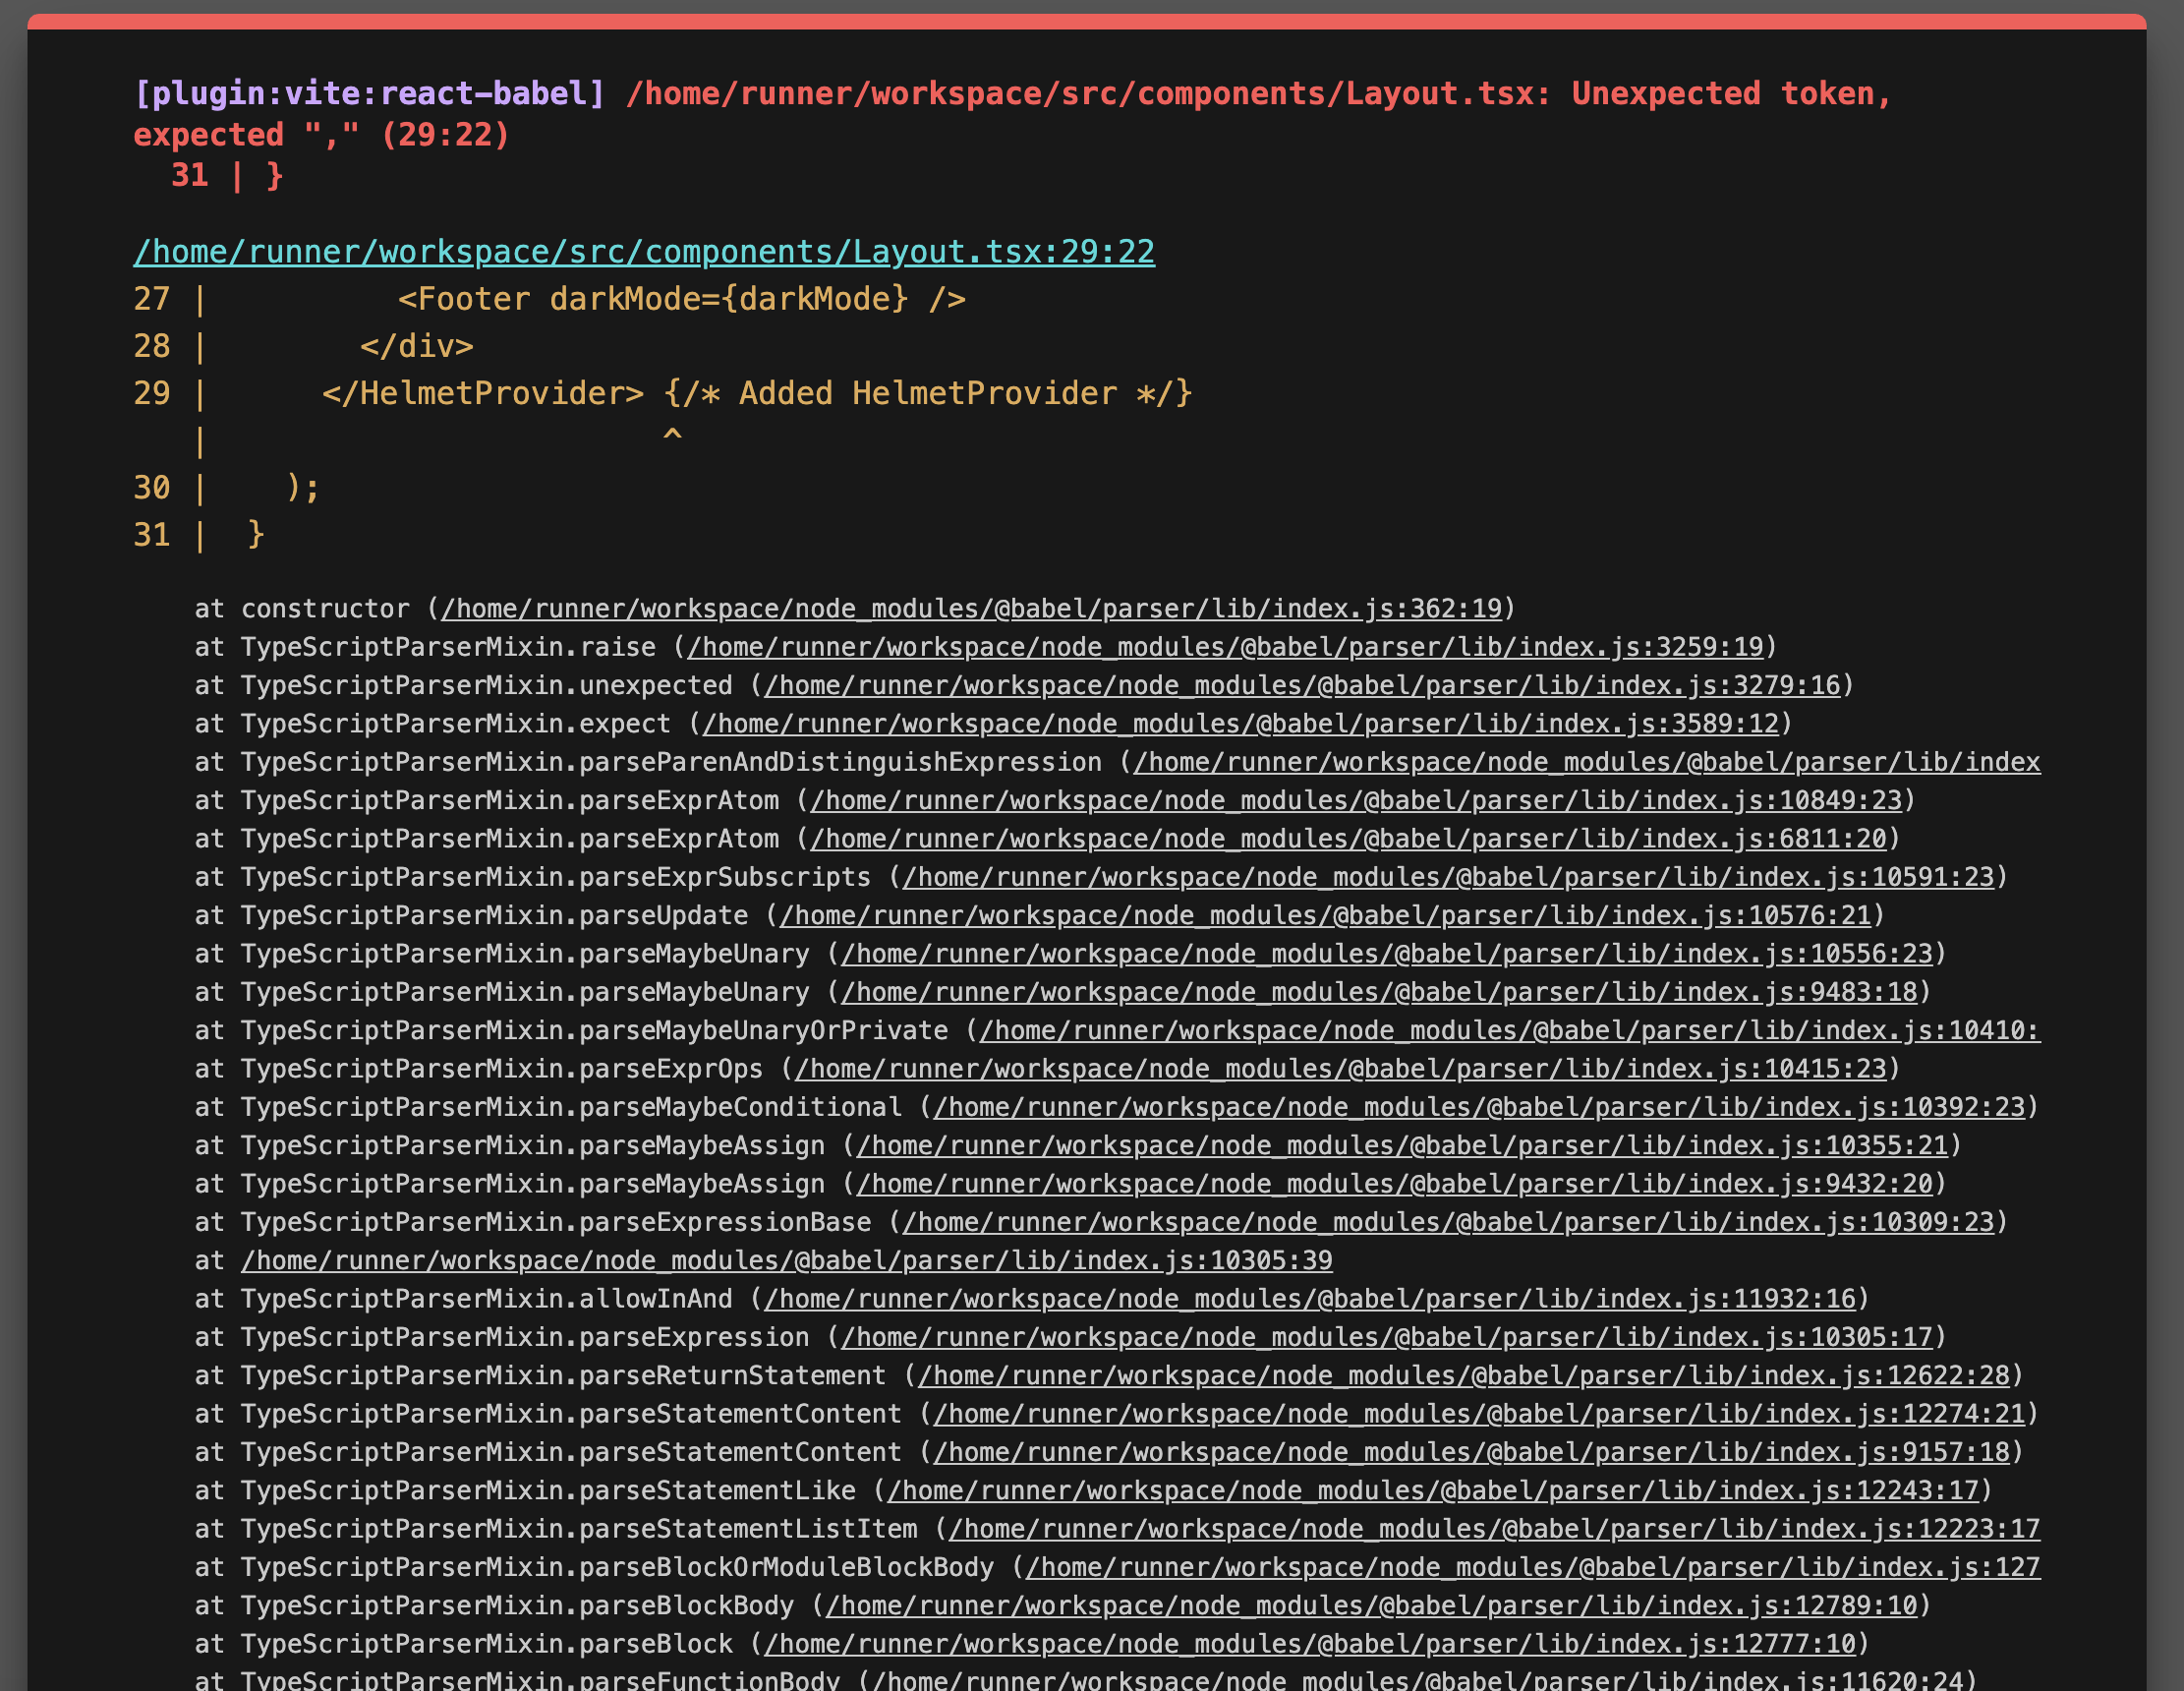 [plugin:vite:react-babel] /home/runner/workspace/src/components/Layout.tsx: Unexpected token,
expected "," (29:22)
  31 | }
/home/runner/workspace/src/components/Layout.tsx:29:22
27 |          <Footer darkMode={darkMode} />
28 |        </div>
29 |      </HelmetProvider> {/* Added HelmetProvider */}
   |                        ^
30 |    );
31 |  }
at constructor (/home/runner/workspace/node_modules/@babel/parser/lib/index.js:362:19)
at TypeScriptParserMixin.raise (/home/runner/workspace/node_modules/@babel/parser/lib/index.js:3259:19)
at TypeScriptParserMixin.unexpected (/home/runner/workspace/node_modules/@babel/parser/lib/index.js:3279:16)
at TypeScriptParserMixin.expect (/home/runner/workspace/node_modules/@babel/parser/lib/index.js:3589:12)
at TypeScriptParserMixin.parseParenAndDistinguishExpression (/home/runner/workspace/node_modules/@babel/parser/lib/index
at TypeScriptParserMixin.parseExprAtom (/home/runner/workspace/node_modules/@babel/parser/lib/index.js:10849:23)
at TypeScriptParserMixin.parseExprAtom (/home/runner/workspace/node_modules/@babel/parser/lib/index.js:6811:20)
at TypeScriptParserMixin.parseExprSubscripts (/home/runner/workspace/node_modules/@babel/parser/lib/index.js:10591:23)
at TypeScriptParserMixin.parseUpdate (/home/runner/workspace/node_modules/@babel/parser/lib/index.js:10576:21)
at TypeScriptParserMixin.parseMaybeUnary (/home/runner/workspace/node_modules/@babel/parser/lib/index.js:10556:23)
at TypeScriptParserMixin.parseMaybeUnary (/home/runner/workspace/node_modules/@babel/parser/lib/index.js:9483:18)
at TypeScriptParserMixin.parseMaybeUnaryOrPrivate (/home/runner/workspace/node_modules/@babel/parser/lib/index.js:10410:
at TypeScriptParserMixin.parseExprOps (/home/runner/workspace/node_modules/@babel/parser/lib/index.js:10415:23)
at TypeScriptParserMixin.parseMaybeConditional (/home/runner/workspace/node_modules/@babel/parser/lib/index.js:10392:23)
at TypeScriptParserMixin.parseMaybeAssign (/home/runner/workspace/node_modules/@babel/parser/lib/index.js:10355:21)
at TypeScriptParserMixin.parseMaybeAssign (/home/runner/workspace/node_modules/@babel/parser/lib/index.js:9432:20)
at TypeScriptParserMixin.parseExpressionBase (/home/runner/workspace/node_modules/@babel/parser/lib/index.js:10309:23)
at /home/runner/workspace/node_modules/@babel/parser/lib/index.js:10305:39
at TypeScriptParserMixin.allowInAnd (/home/runner/workspace/node_modules/@babel/parser/lib/index.js:11932:16)
at TypeScriptParserMixin.parseExpression (/home/runner/workspace/node_modules/@babel/parser/lib/index.js:10305:17)
at TypeScriptParserMixin.parseReturnStatement (/home/runner/workspace/node_modules/@babel/parser/lib/index.js:12622:28)
at TypeScriptParserMixin.parseStatementContent (/home/runner/workspace/node_modules/@babel/parser/lib/index.js:12274:21)
at TypeScriptParserMixin.parseStatementContent (/home/runner/workspace/node_modules/@babel/parser/lib/index.js:9157:18)
at TypeScriptParserMixin.parseStatementLike (/home/runner/workspace/node_modules/@babel/parser/lib/index.js:12243:17)
at TypeScriptParserMixin.parseStatementListItem (/home/runner/workspace/node_modules/@babel/parser/lib/index.js:12223:17
at TypeScriptParserMixin.parseBlockOrModuleBlockBody (/home/runner/workspace/node_modules/@babel/parser/lib/index.js:127
at TypeScriptParserMixin.parseBlockBody (/home/runner/workspace/node_modules/@babel/parser/lib/index.js:12789:10)
at TypeScriptParserMixin.parseBlock (/home/runner/workspace/node_modules/@babel/parser/lib/index.js:12777:10)
at TypeScriptParserMixin.parseFunctionBody (/home/runner/workspace/node_modules/@babel/parser/lib/index.js:11620:24)